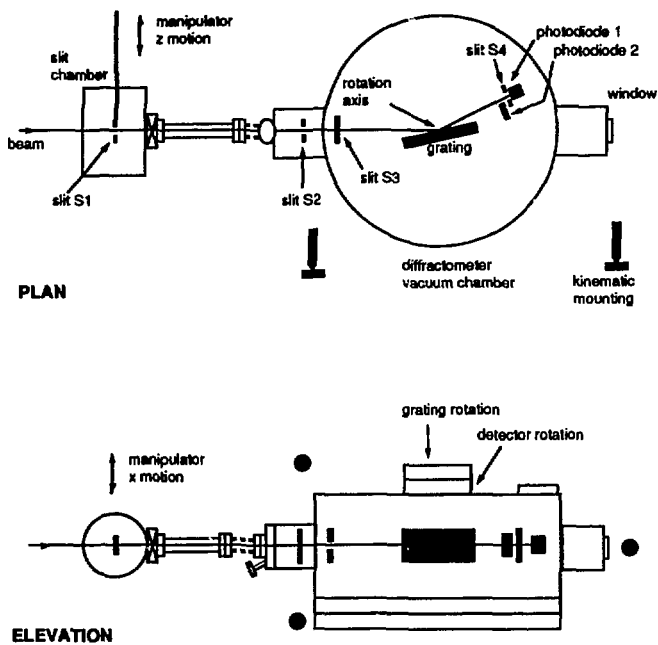 manipulator
z motion
slit
chamber
beam
slit S1
slit S2
slit S3
rotation
axis
grating
slit S4
photodiode 1
photodiode 2
window
diffractometer
vacuum chamber
kinematic
mounting
PLAN
grating rotation
detector rotation
manipulator
x motion
ELEVATION